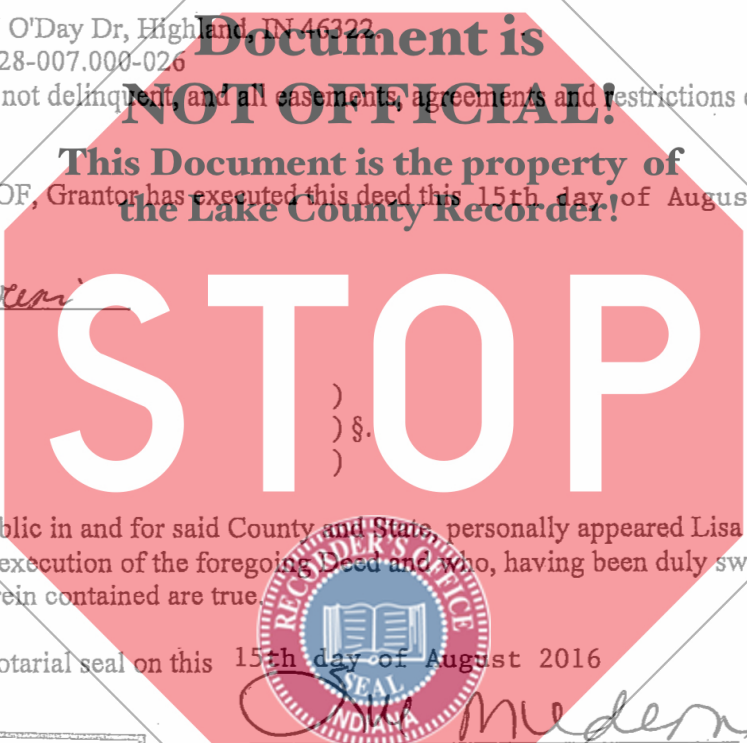 O'Day Dr, Highland, IN 46322
Document is
28-007.000-026
not delinquent, and all easements, agreements and restrictions
NOT OFFICIAL!
This Document is the property of
OF, Grantor has executed this deed this 15th day of Augus
the Lake County Recorder!
STOP
)
) §.
)
blic in and for said County and State, personally appeared Lisa
execution of the foregoing Deed and who, having been duly sw
rein contained are true.
RECORDER'S OFFICE
SEAL
INDIANA
otarial seal on this 15th day of August 2016